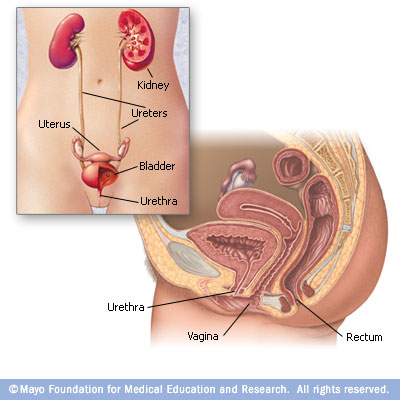 Kidney
Ureters
Uterus
Bladder
Urethra
Urethra
Vagina
Rectum
© Mayo Foundation for Medical Education and Research. All rights reserved.